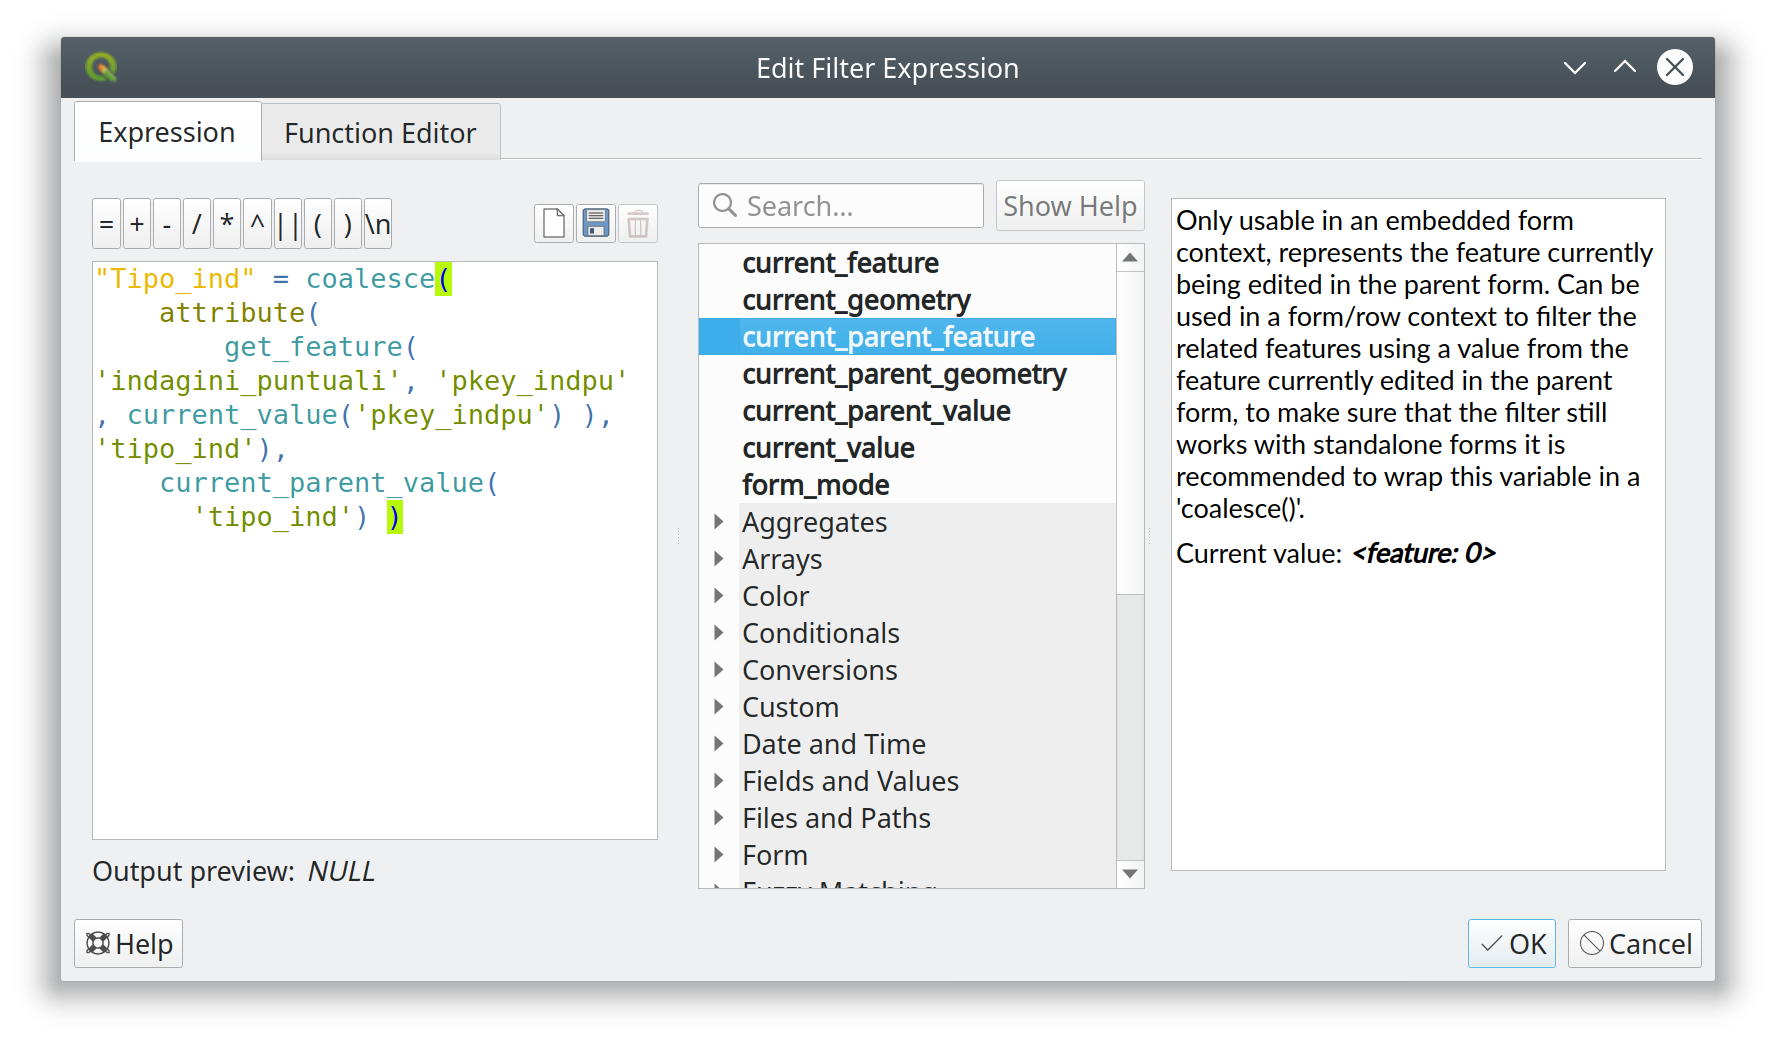 Edit Filter Expression
Expression
Function Editor
= + - / * ^ || ( ) \n
"Tipo_ind" = coalesce(
attribute(
get_feature(
'indagini_puntuali', 'pkey_indpu'
, current_value('pkey_indpu') ),
'tipo_ind'),
current_parent_value(
'tipo_ind') )
Output preview: NULL
Search...
Show Help
current_feature
current_geometry
current_parent_feature
current_parent_geometry
current_parent_value
current_value
form_mode
Aggregates
Arrays
Color
Conditionals
Conversions
Custom
Date and Time
Fields and Values
Files and Paths
Form
Fuzzy Matching
Only usable in an embedded form
context, represents the feature currently
being edited in the parent form. Can be
used in a form/row context to filter the
related features using a value from the
feature currently edited in the parent
form, to make sure that the filter still
works with standalone forms it is
recommended to wrap this variable in a
'coalesce()'.
Current value: <feature: 0>
Help
OK
Cancel